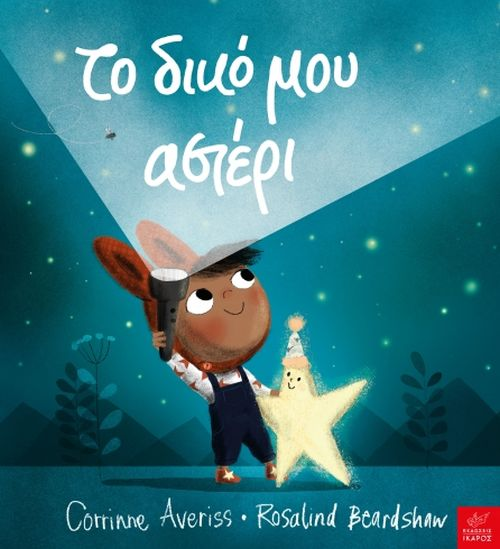 το δικό μου
αστέρι
Corrinne Averiss • Rosalind Beardshaw
ΕΚΔΟΣΕΙΣ
ΙΚΑΡΟΣ